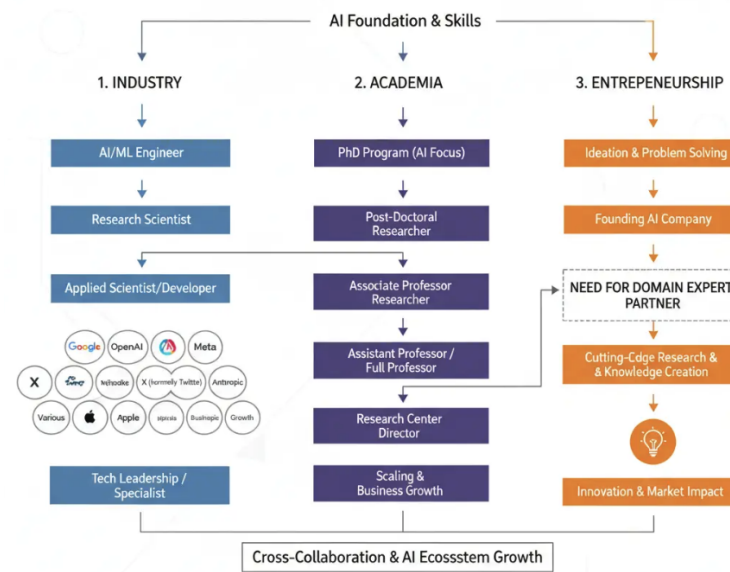 AI Foundation & Skills
1. INDUSTRY
2. ACADEMIA
3. ENTREPENEURSHIP
AI/ML Engineer
PhD Program (AI Focus)
Ideation & Problem Solving
Research Scientist
Post-Doctoral
Researcher
Founding AI Company
Applied Scientist/Developer
Associate Professor
Researcher
NEED FOR DOMAIN EXPERT
PARTNER
Google
OpenAI
Meta
Assistant Professor /
Full Professor
Cutting-Cdge Research &
& Knowledge Creation
X
X (formelly Twitte)
Antropic
Various
Apple
Growth
Research Center
Director
Tech Leadership /
Specialist
Scaling &
Business Growth
Innovation & Market Impact
Cross-Collaboration & AI Ecossstem Growth